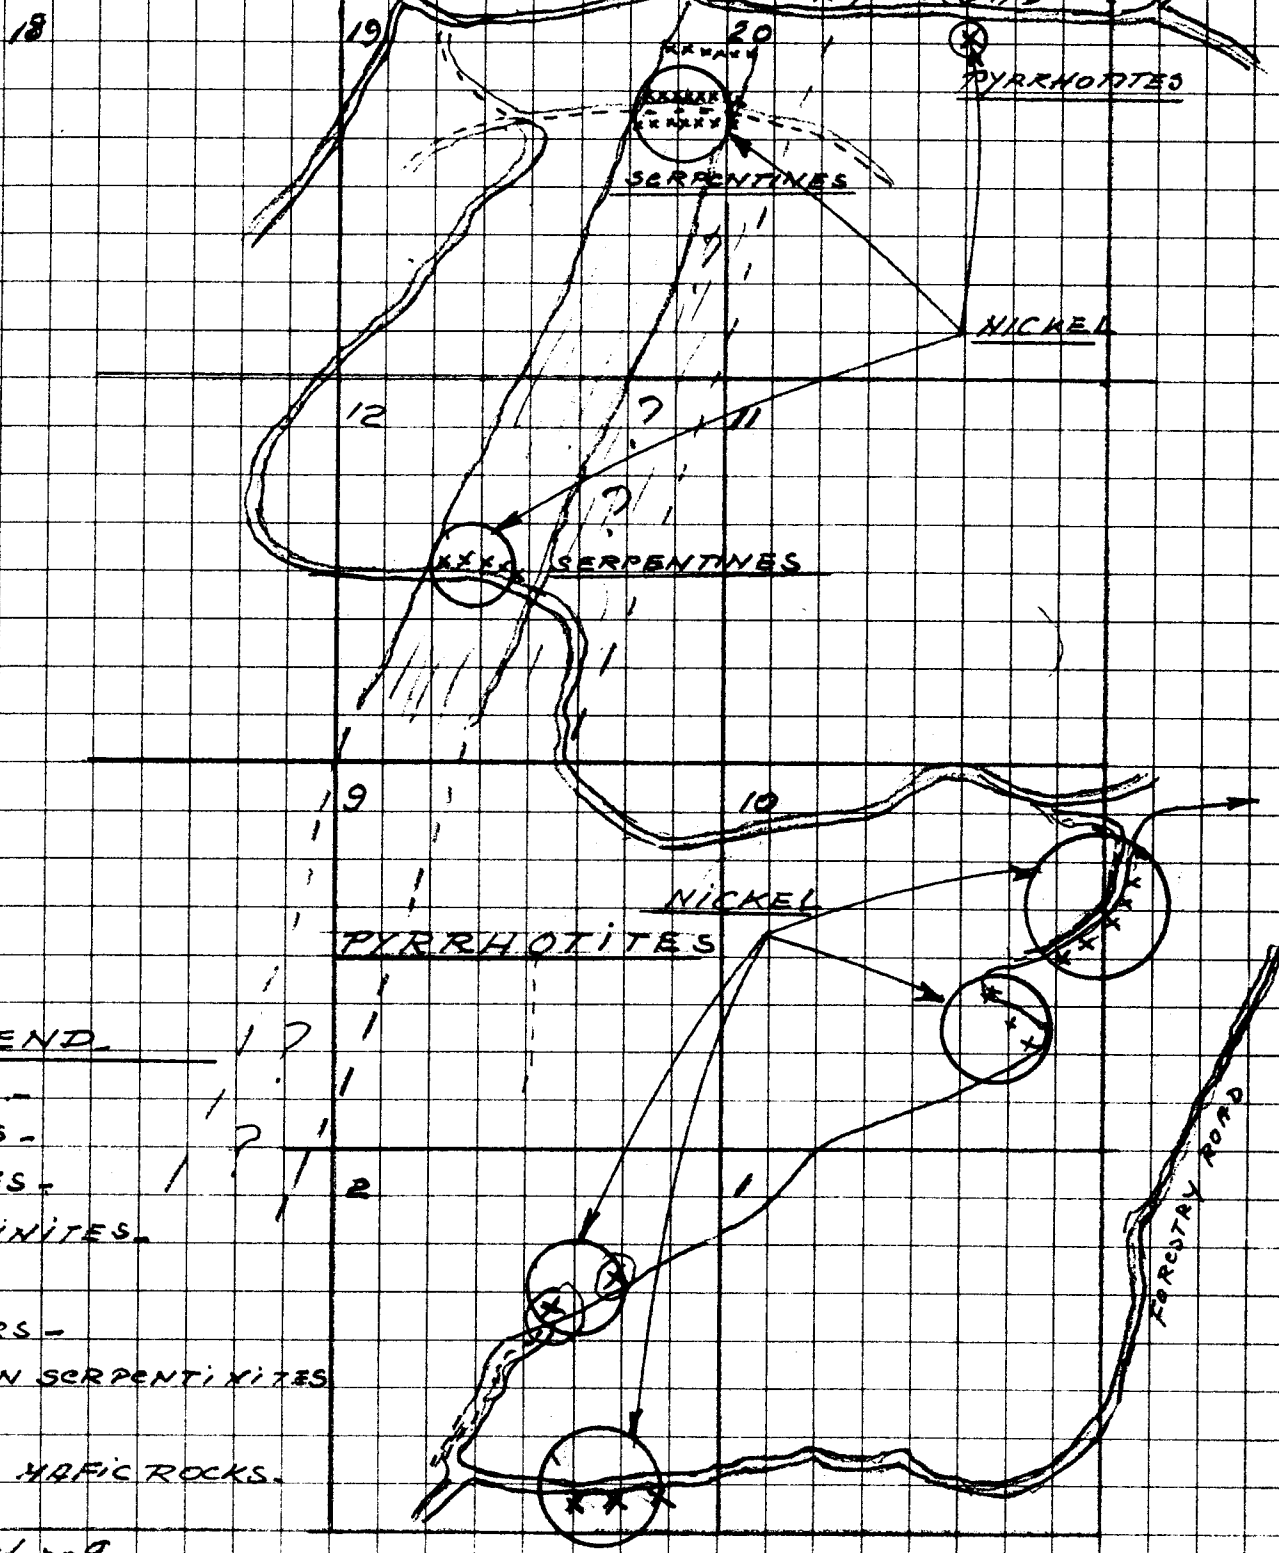 18
19
20
PYRRHOTITES
SERPENTINES
?
NICKEL
12
?
11
?
SERPENTINES
9
10
NICKEL
PYRRHOTITES
END
?
?
2
1
FORESTRY ROAD
SERPENTINITES
MAFIC ROCKS.